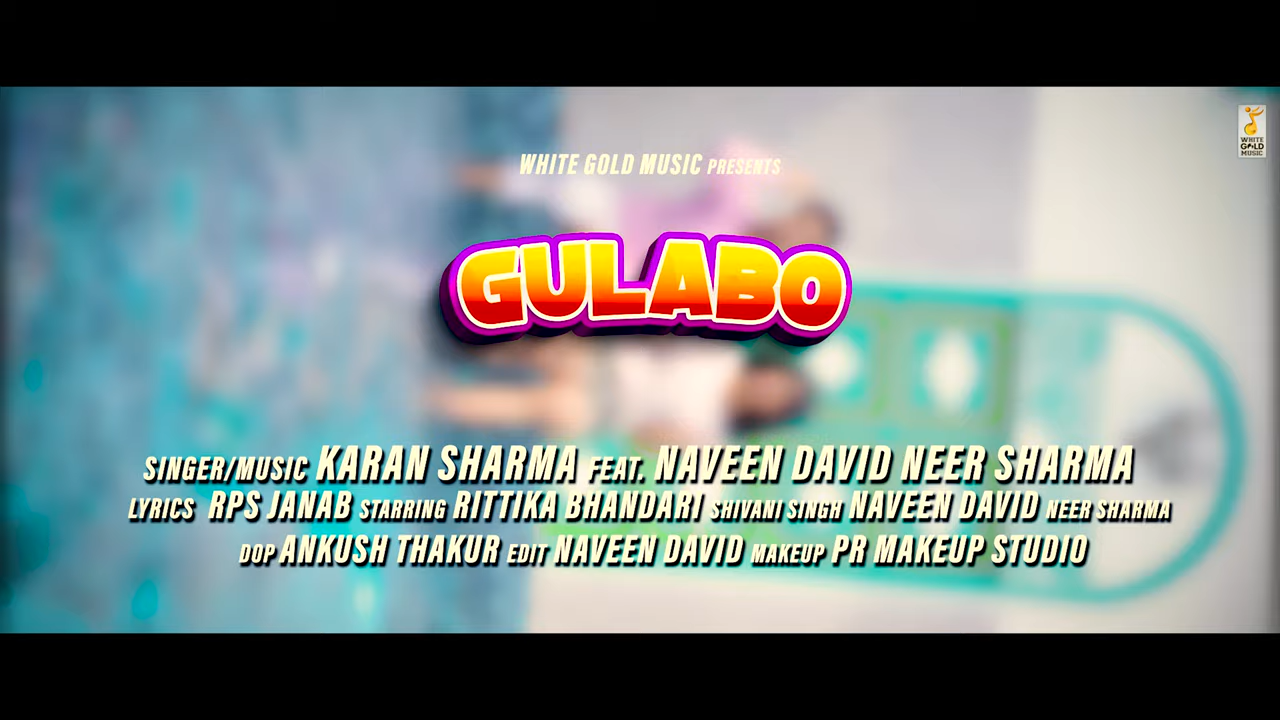 WHITE GOLD MUSIC
WHITE GOLD MUSIC PRESENTS
GULABO
SINGER/MUSIC KARAN SHARMA FEAT. NAVEEN DAVID NEER SHARMA
LYRICS RPS JANAB STARRING RITTIKA BHANDARI SHIVANI SINGH NAVEEN DAVID NEER SHARMA
DOP ANKUSH THAKUR EDIT NAVEEN DAVID MAKEUP PR MAKEUP STUDIO